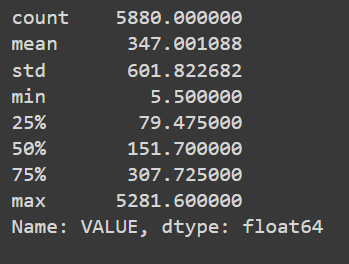 count    5880.000000
mean      347.001088
std       601.822682
min         5.500000
25%        79.475000
50%       151.700000
75%       307.725000
max      5281.600000
Name: VALUE, dtype: float64